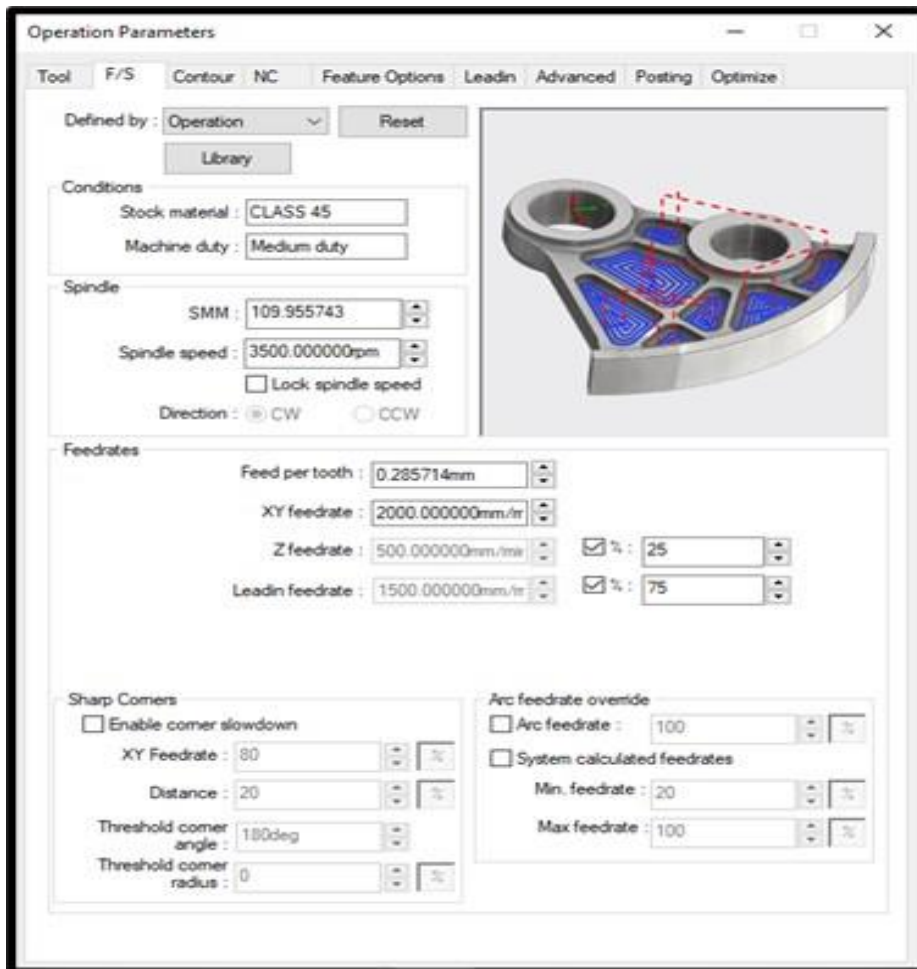 Operation Parameters
Tool F/S Contour NC Feature Options Leadin Advanced Posting Optimize
Defined by : Operation Reset
Library
Conditions
Stock material : CLASS 45
Machine duty : Medium duty
Spindle
SMM : 109.955743
Spindle speed : 3500.000000rpm
Lock spindle speed
Direction : CW CCW
Feedrates
Feed per tooth : 0.285714mm
XY feedrate : 2000.000000mm/m
Z feedrate : 500.000000mm/min % : 25
Leadin feedrate : 1500.000000mm/m % : 75
Sharp Corners
Enable corner slowdown
XY Feedrate : 80 %
Distance : 20 %
Threshold corner
angle : 180deg
Threshold corner
radius : 0 %
Arc feedrate override
Arc feedrate : 100 %
System calculated feedrates
Min. feedrate : 20 %
Max feedrate : 100 %